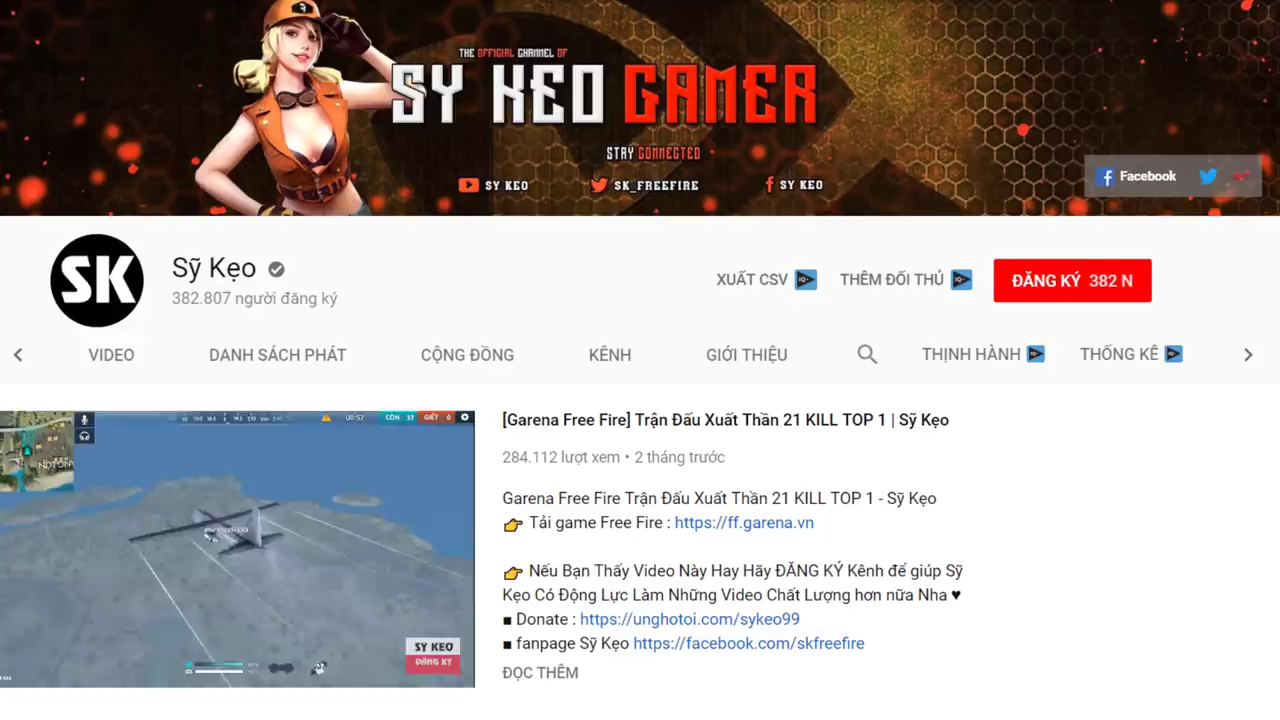 THE OFFICIAL CHANNEL OF
SY KEO GAMER
STAY CONNECTED
SY KEO
SK_FREEFIRE
SY KEO
Facebook
SK
Sỹ Kẹo
382.807 người đăng ký
XUẤT CSV
THÊM ĐỐI THỦ
ĐĂNG KÝ 382 N
VIDEO
DANH SÁCH PHÁT
CỘNG ĐỒNG
KÊNH
GIỚI THIỆU
THỊNH HÀNH
THỐNG KÊ
00:57
CÒN 37
GIẾT 0
SY KEO
ĐĂNG KÝ
[Garena Free Fire] Trận Đấu Xuất Thần 21 KILL TOP 1 | Sỹ Kẹo
284.112 lượt xem • 2 tháng trước
Garena Free Fire Trận Đấu Xuất Thần 21 KILL TOP 1 - Sỹ Kẹo
👉 Tải game Free Fire : https://ff.garena.vn
👉 Nếu Bạn Thấy Video Này Hay Hãy ĐĂNG KÝ Kênh để giúp Sỹ
Kẹo Có Động Lực Làm Những Video Chất Lượng hơn nữa Nha ♥
■ Donate : https://unghotoi.com/sykeo99
■ fanpage Sỹ Kẹo https://facebook.com/skfreefire
ĐỌC THÊM